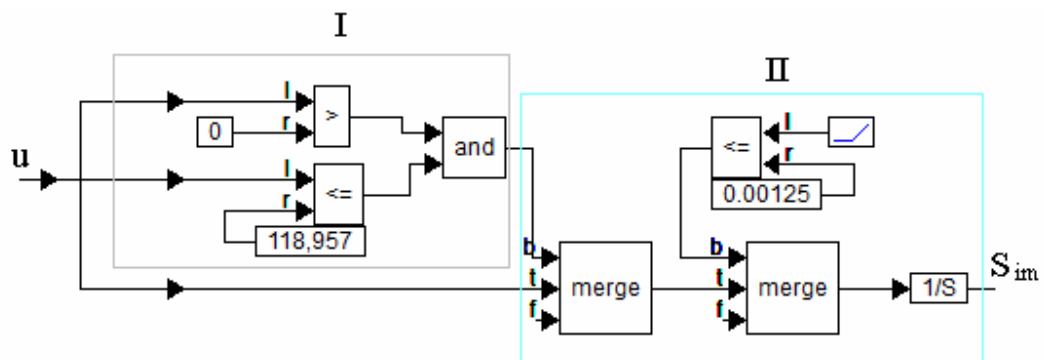 I
II
l
>
0
r
and
l
<=
r
u
l
<=
r
0.00125
118,957
b
t
merge
f
b
t
merge
f
1/S
S im